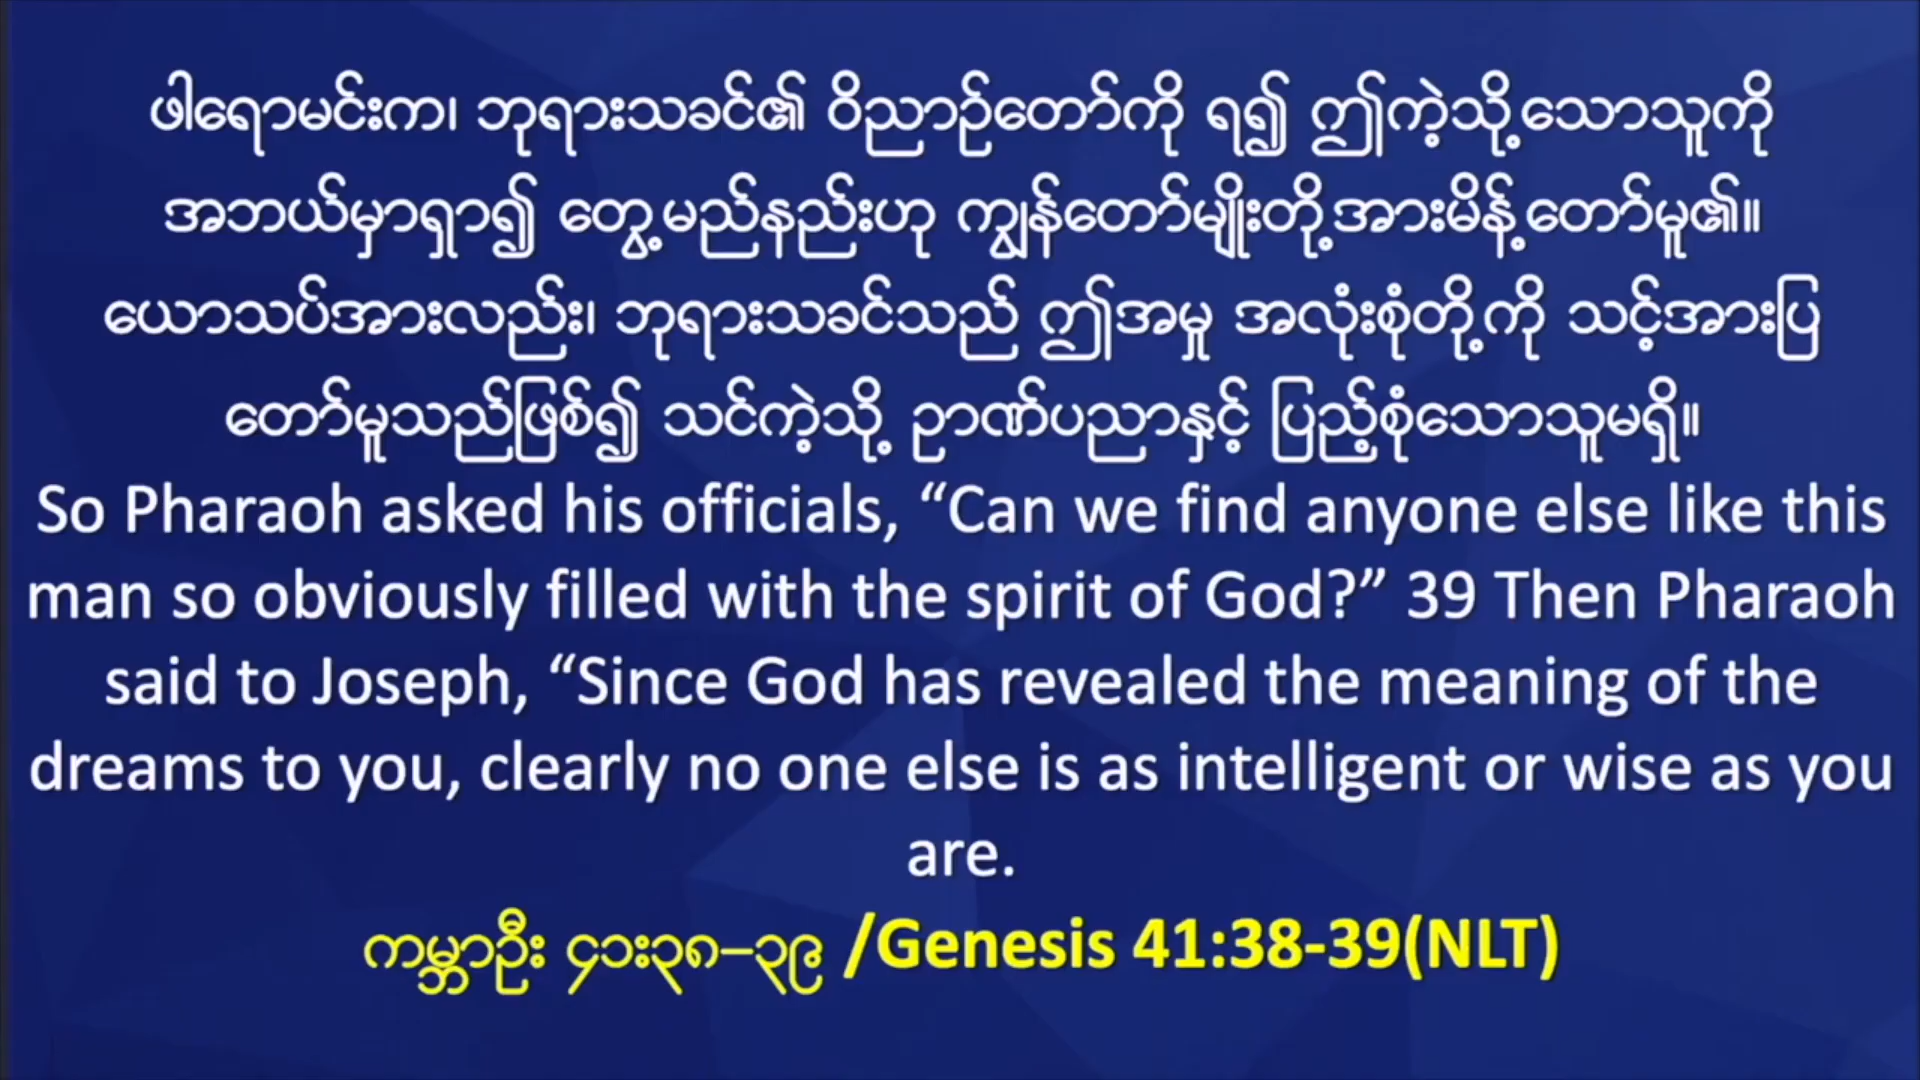 ဖါရောမင်းက၊ ဘုရားသခင်၏ ဝိညာဉ်တော်ကို ရ၍ ဤကဲ့သို့သောသူကို
အဘယ်မှာရှာ၍ တွေ့မည်နည်းဟု ကျွန်တော်မျိုးတို့အားမိန့်တော်မူ၏။
ယောသပ်အားလည်း၊ ဘုရားသခင်သည် ဤအမှု အလုံးစုံတို့ကို သင့်အားပြ
တော်မူသည်ဖြစ်၍ သင်ကဲ့သို့ ဉာဏ်ပညာနှင့် ပြည့်စုံသောသူမရှိ။
So Pharaoh asked his officials, “Can we find anyone else like this
man so obviously filled with the spirit of God?” 39 Then Pharaoh
said to Joseph, “Since God has revealed the meaning of the
dreams to you, clearly no one else is as intelligent or wise as you
are.
ကမ္ဘာဦး ၄၁း၃၈–၃၉ /Genesis 41:38-39(NLT)